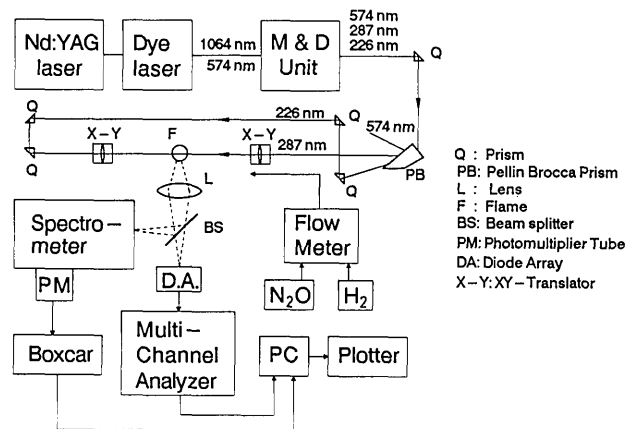 Nd:YAG
laser
Dye
laser
1064 nm
574 nm
M & D
Unit
574 nm
287 nm
226 nm
Q
Q
226 nm
Q
574 nm
X-Y
F
X-Y
287 nm
PB
Q
Q
L
BS
Spectro-
meter
PM
D.A.
Flow
Meter
N2O
H2
Boxcar
Multi-
Channel
Analyzer
PC
Plotter
Q : Prism
PB: Pellin Brocca Prism
L : Lens
F : Flame
BS: Beam splitter
PM: Photomultiplier Tube
DA: Diode Array
X-Y: XY-Translator